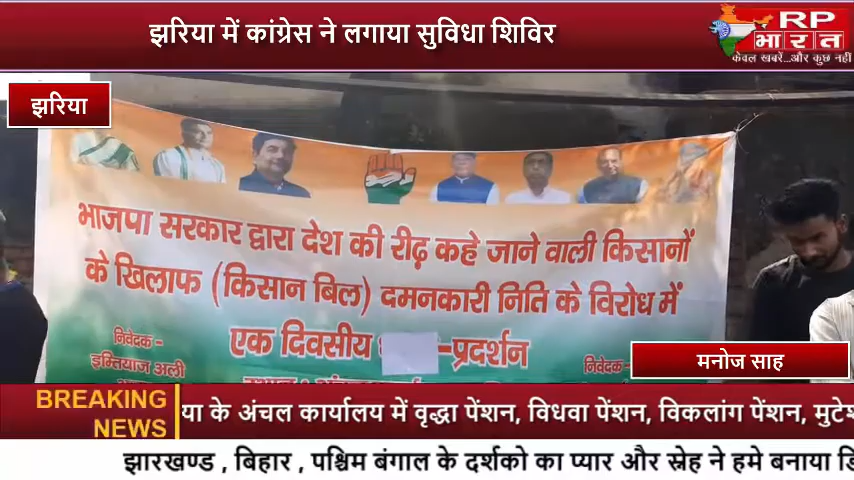 झरिया में कांग्रेस ने लगाया सुविधा शिविर
RP
भारत
केवल खबरें...और कुछ नहीं
झरिया
भाजपा सरकार द्वारा देश की रीढ़ कहे जाने वाली किसानों
के खिलाफ (किसान बिल) दमनकारी निति के विरोध में
एक दिवसीय -प्रदर्शन
निवेदक -
इम्तियाज अली
निवेदक-
मनोज साह
BREAKING
NEWS
या के अंचल कार्यालय में वृद्धा पेंशन, विधवा पेंशन, विकलांग पेंशन, मुटेश
झारखण्ड , बिहार , पश्चिम बंगाल के दर्शको का प्यार और स्नेह ने हमे बनाया डि